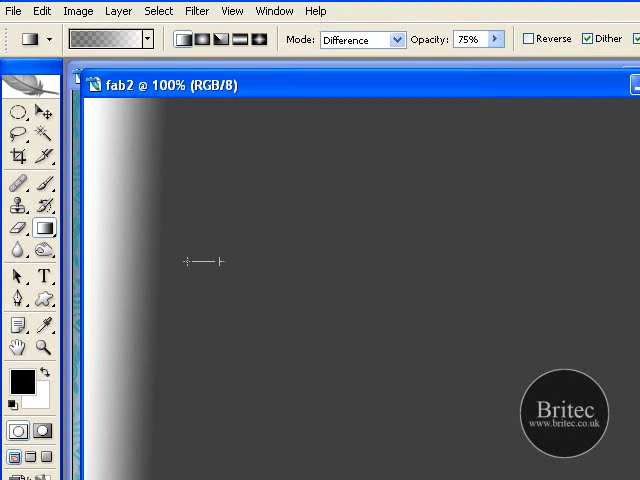 File Edit Image Layer Select Filter View Window Help
Mode: Difference Opacity: 75% Reverse Dither
fab2 @ 100% (RGB/8)
T
Britec
www.britec.co.uk